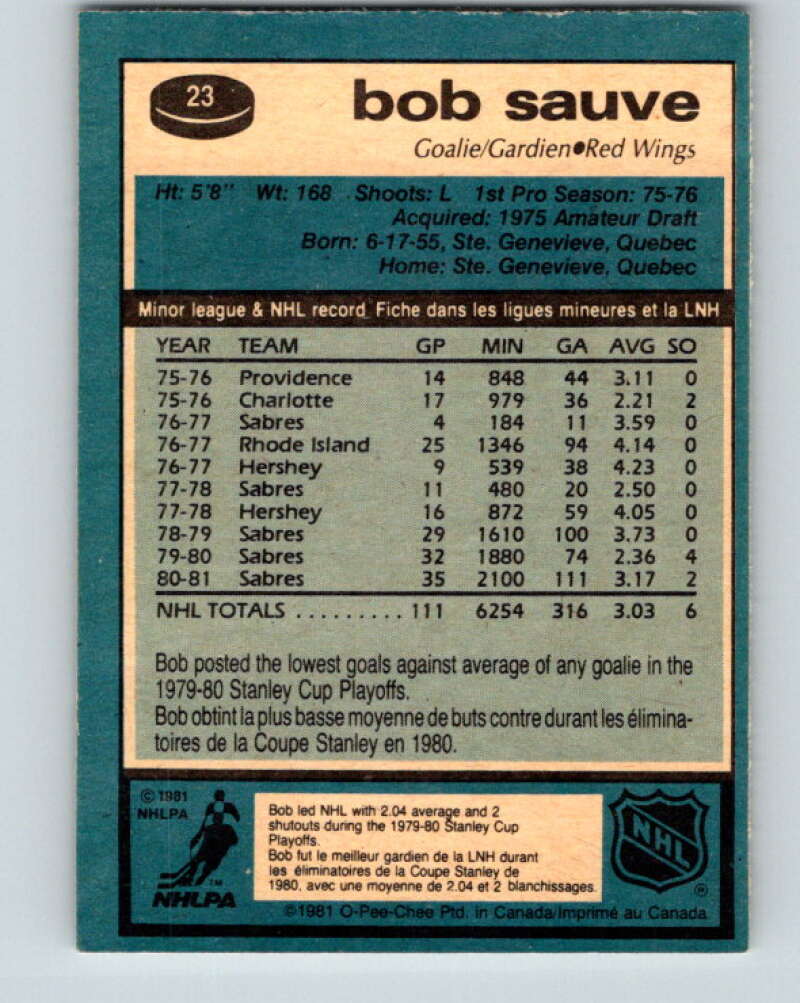 23
bob sauve
Goalie/Gardien●Red Wings
Ht: 5'8" Wt: 168 Shoots: L 1st Pro Season: 75-76
Acquired: 1975 Amateur Draft
Born: 6-17-55, Ste. Genevieve, Quebec
Home: Ste. Genevieve, Quebec
Minor league & NHL record Fiche dans les ligues mineures et la LNH
YEAR TEAM GP MIN GA AVG SO
75-76 Providence 14 848 44 3.11 0
75-76 Charlotte 17 979 36 2.21 2
76-77 Sabres 4 184 11 3.59 0
76-77 Rhode Island 25 1346 94 4.14 0
76-77 Hershey 9 539 38 4.23 0
77-78 Sabres 11 480 20 2.50 0
77-78 Hershey 16 872 59 4.05 0
78-79 Sabres 29 1610 100 3.73 0
79-80 Sabres 32 1880 74 2.36 4
80-81 Sabres 35 2100 111 3.17 2
NHL TOTALS ......... 111 6254 316 3.03 6
Bob posted the lowest goals against average of any goalie in the
1979-80 Stanley Cup Playoffs.
Bob obtint la plus basse moyenne de buts contre durant les élimina-
toires de la Coupe Stanley en 1980.
© 1981
NHLPA
NHLPA
TM
Bob led NHL with 2.04 average and 2
shutouts during the 1979-80 Stanley Cup
Playoffs.
Bob fut le meilleur gardien de la LNH durant
les éliminatoires de la Coupe Stanley de
1980, avec une moyenne de 2.04 et 2 blanchissages.
NHL
®
©1981 O-Pee-Chee Ptd. in Canada/Imprimé au Canada